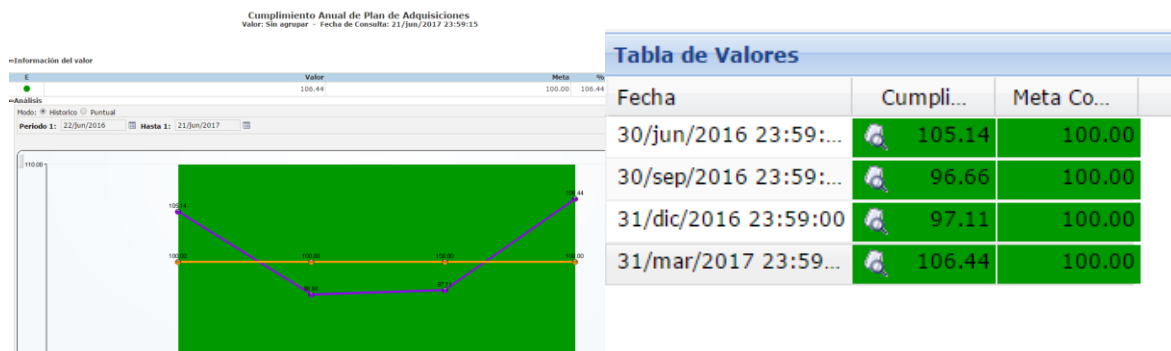 Cumplimiento Anual de Plan de Adquisiciones
Valor: Sin agrupar - Fecha de Consulta: 21/jun/2017 23:59:15
Información del valor
E Valor Meta %
106.44 100.00 106.44
Análisis
Modo: Historico Puntual
Periodo 1: 22/jun/2016 Hasta 1: 21/jun/2017
110.00
106.44
105.14
100.00 100.00 100.00 100.00
96.66 97.11
Tabla de Valores
Fecha Cumpli... Meta Co...
30/jun/2016 23:59:... 105.14 100.00
30/sep/2016 23:59:... 96.66 100.00
31/dic/2016 23:59:00 97.11 100.00
31/mar/2017 23:59... 106.44 100.00